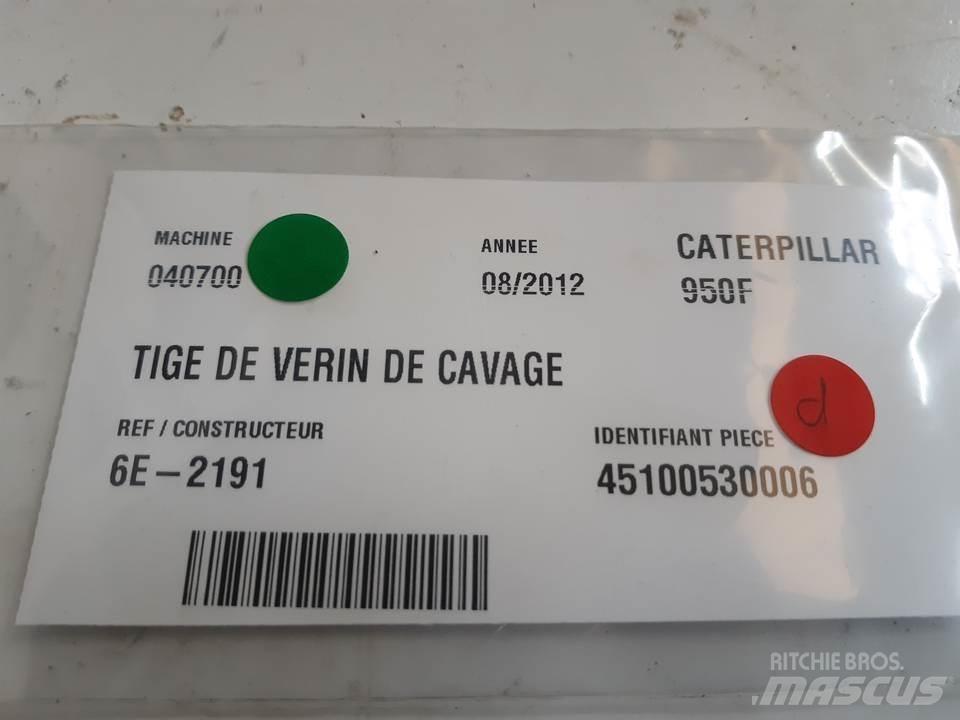 MACHINE
040700
ANNEE
08/2012
CATERPILLAR
950F
TIGE DE VERIN DE CAVAGE
d
REF / CONSTRUCTEUR
6E-2191
IDENTIFIANT PIECE
45100530006
RITCHIE BROS.
MASCUS